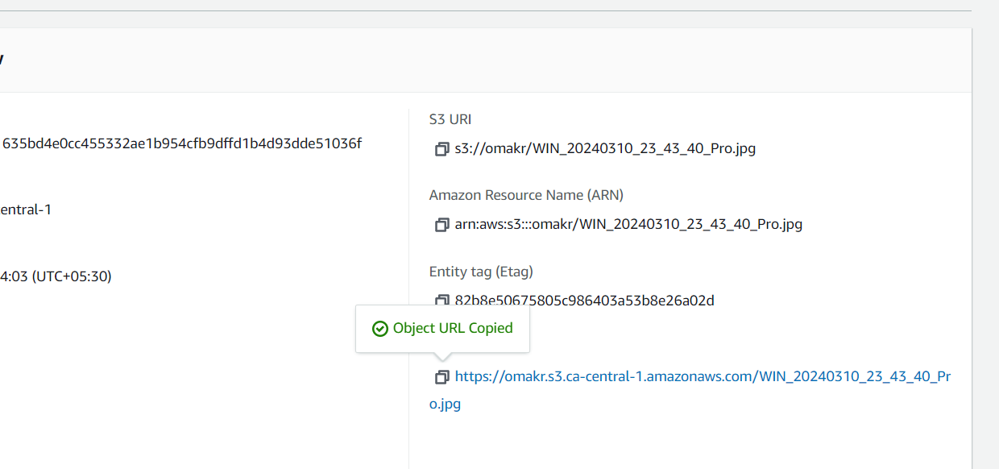 635bd4e0cc455332ae1b954cfb9dffd1b4d93dde51036f
entral-1
4:03 (UTC+05:30)
S3 URI
s3://omakr/WIN_20240310_23_43_40_Pro.jpg
Amazon Resource Name (ARN)
arn:aws:s3:::omakr/WIN_20240310_23_43_40_Pro.jpg
Entity tag (Etag)
82b8e50675805c986403a53b8e26a02d
Object URL Copied
https://omakr.s3.ca-central-1.amazonaws.com/WIN_20240310_23_43_40_Pr
o.jpg